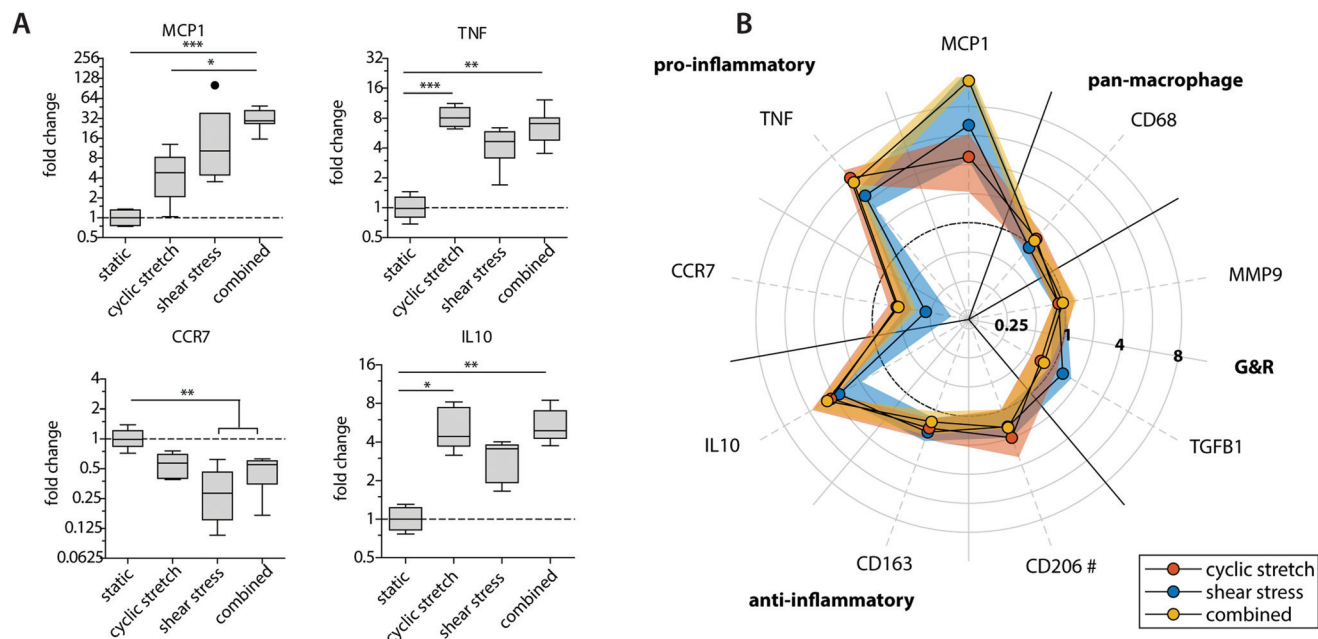 A
MCP1
***
*
256
128
64
32
16
8
4
2
1
0.5
fold change
static
cyclic stretch
shear stress
combined
TNF
**
***
32
16
8
4
2
1
0.5
fold change
static
cyclic stretch
shear stress
combined
CCR7
**
4
2
1
0.5
0.25
0.125
0.0625
fold change
static
cyclic stretch
shear stress
combined
IL10
**
*
16
8
4
2
1
0.5
fold change
static
cyclic stretch
shear stress
combined
B
MCP1
pro-inflammatory
pan-macrophage
TNF
CD68
CCR7
MMP9
0.25
1
4
8
G&R
IL10
TGFB1
CD163
CD206 #
anti-inflammatory
cyclic stretch
shear stress
combined